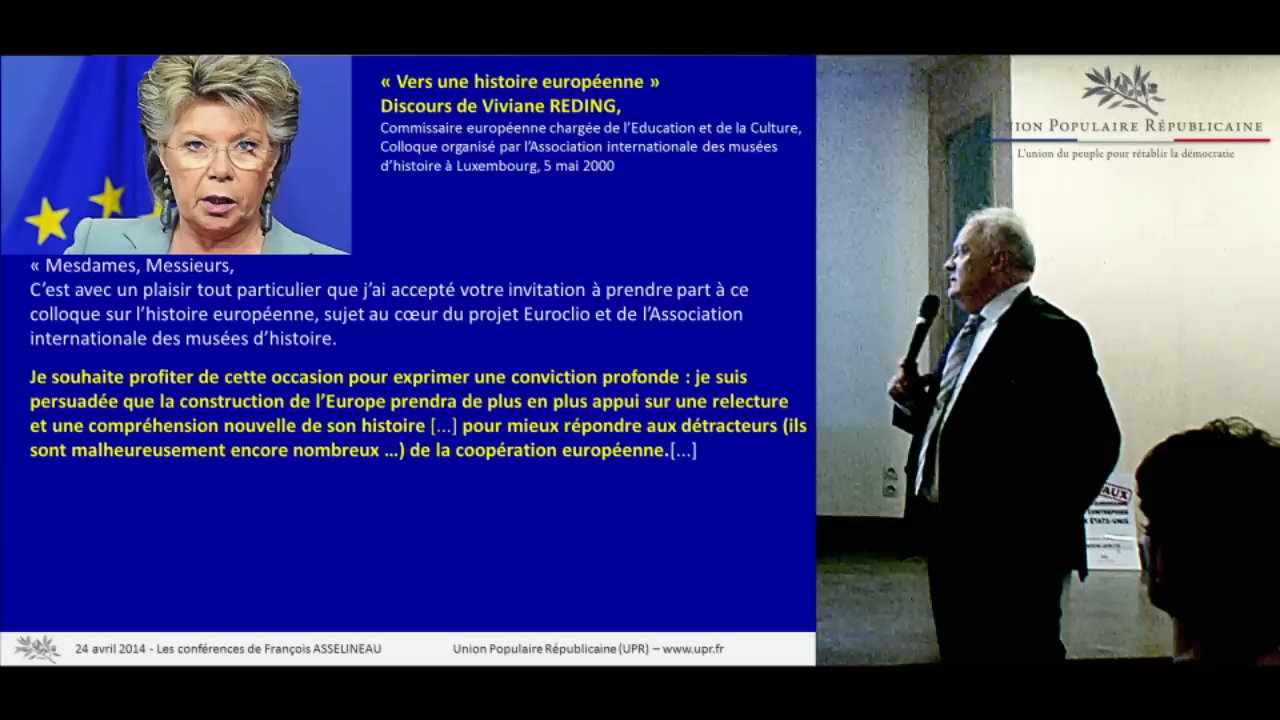 « Vers une histoire européenne »
Discours de Viviane REDING,
Commissaire européenne chargée de l'Education et de la Culture,
Colloque organisé par l'Association internationale des musées
d'histoire à Luxembourg, 5 mai 2000
« Mesdames, Messieurs,
C'est avec un plaisir tout particulier que j'ai accepté votre invitation à prendre part à ce
colloque sur l'histoire européenne, sujet au cœur du projet Euroclio et de l'Association
internationale des musées d'histoire.
Je souhaite profiter de cette occasion pour exprimer une conviction profonde : je suis
persuadée que la construction de l'Europe prendra de plus en plus appui sur une relecture
et une compréhension nouvelle de son histoire [...] pour mieux répondre aux détracteurs (ils
sont malheureusement encore nombreux ...) de la coopération européenne.[...]
24 avril 2014 - Les conférences de François ASSELINEAU
Union Populaire Républicaine (UPR) – www.upr.fr
ION POPULAIRE RÉPUBLICAINE
L'union du peuple pour rétablir la démocratie
AUX
ÉTATS-UNIS